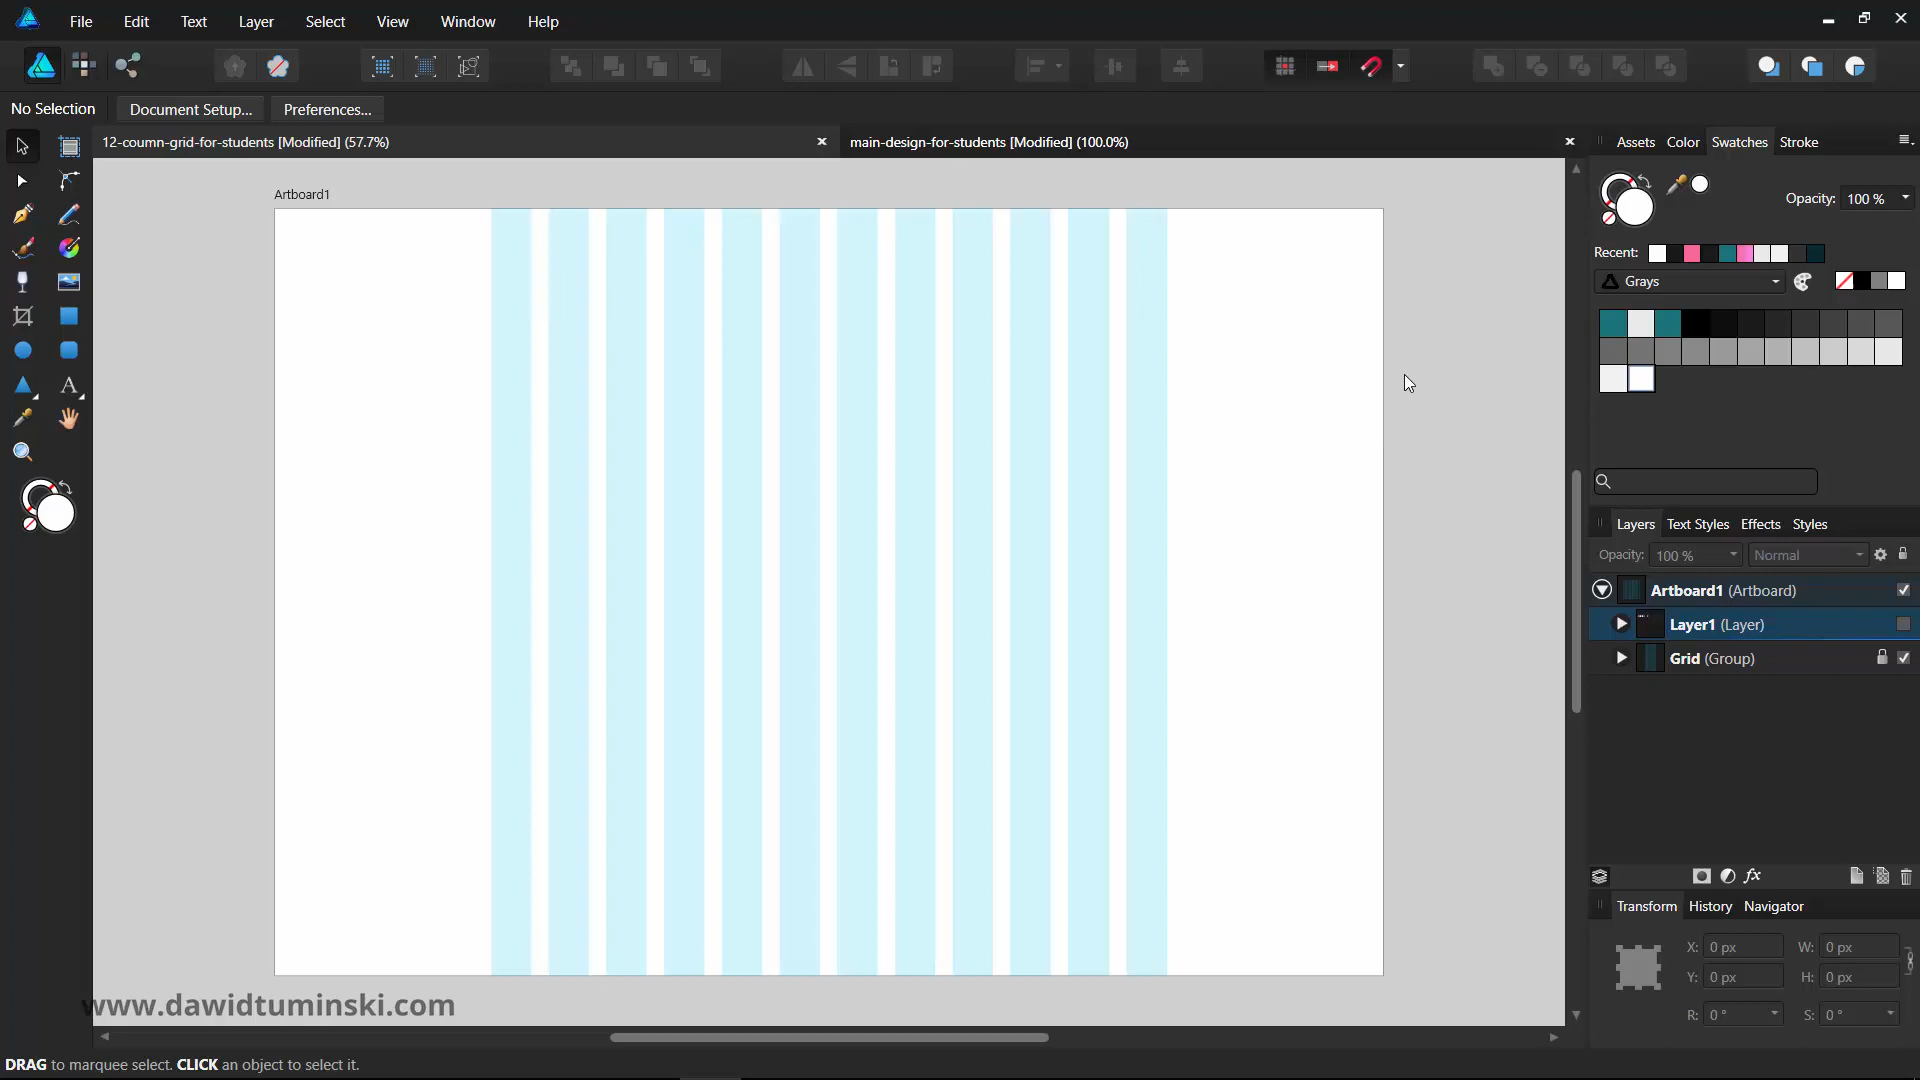 File Edit Text Layer Select View Window Help
No Selection Document Setup... Preferences...
12-coumn-grid-for-students [Modified] (57.7%)
main-design-for-students [Modified] (100.0%)
Assets Color Swatches Stroke
Artboard1
Opacity: 100 %
Recent:
Grays
Layers Text Styles Effects Styles
Opacity: 100 % Normal
Artboard1 (Artboard)
Layer1 (Layer)
Grid (Group)
Transform History Navigator
X: 0 px W: 0 px
Y: 0 px H: 0 px
R: 0 ° S: 0 °
www.dawidtuminski.com
DRAG to marquee select. CLICK an object to select it.